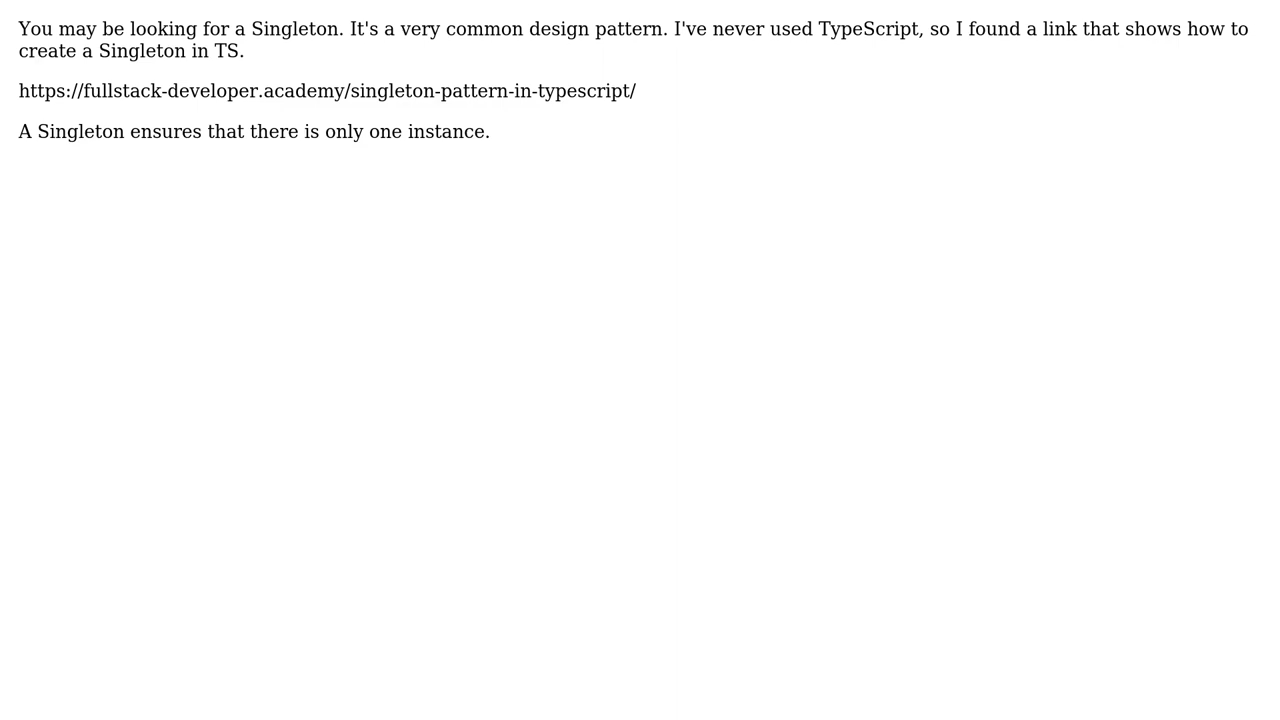 You may be looking for a Singleton. It's a very common design pattern. I've never used TypeScript, so I found a link that shows how to
create a Singleton in TS.
https://fullstack-developer.academy/singleton-pattern-in-typescript/
A Singleton ensures that there is only one instance.